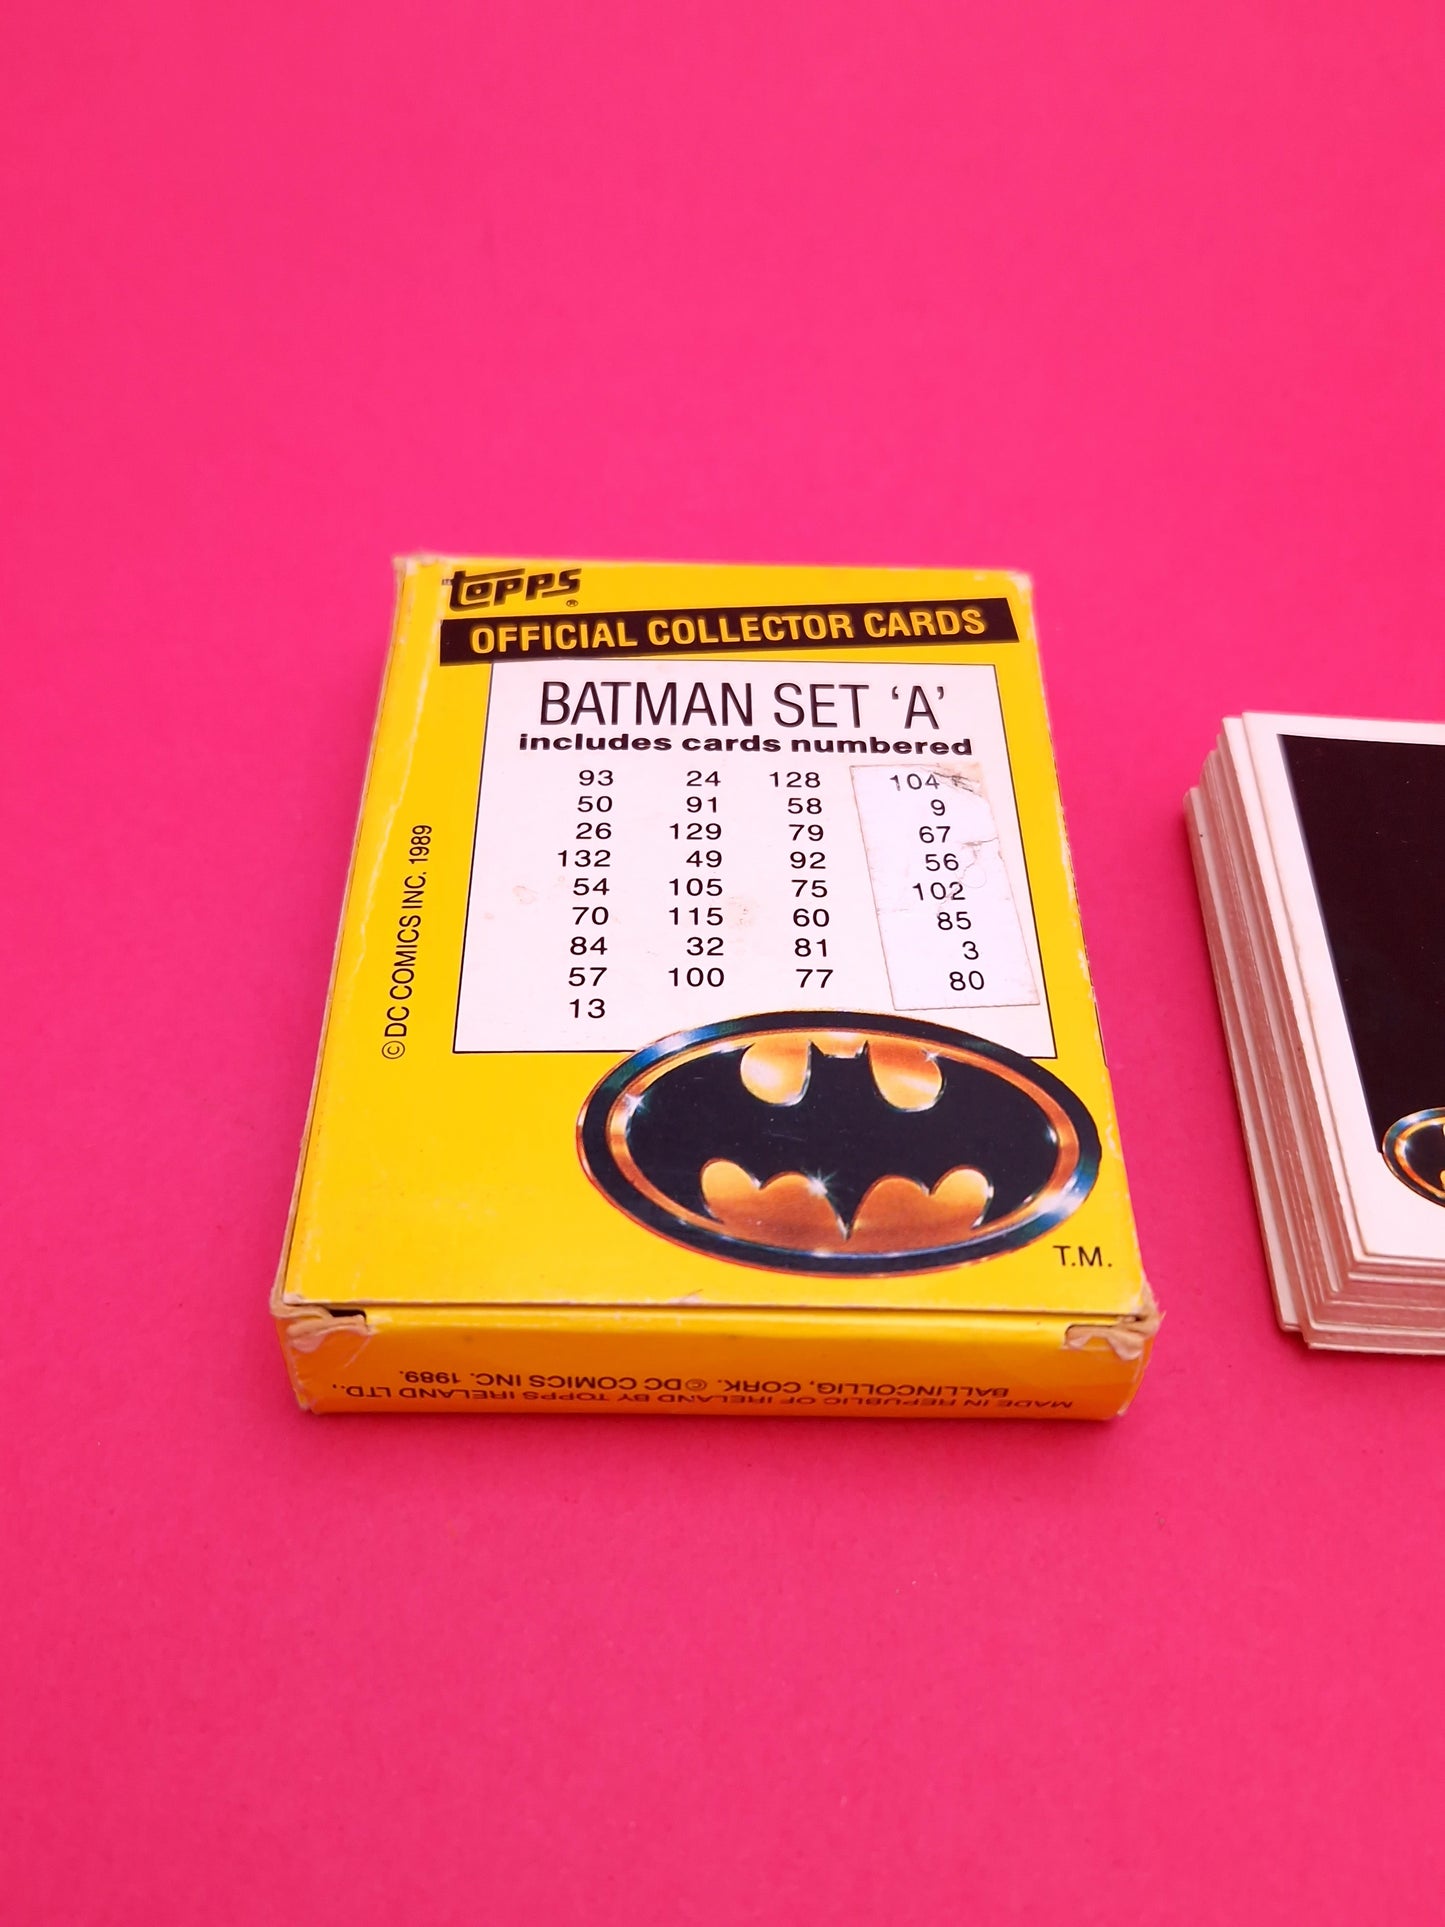 topps®
OFFICIAL COLLECTOR CARDS
BATMAN SET ‘A’
includes cards numbered
93 24 128 104
50 91 58 9
26 129 79 67
132 49 92 56
54 105 75 102
70 115 60 85
84 32 81 3
57 100 77 80
13
© DC COMICS INC. 1989
T.M.
MADE IN REPUBLIC OF IRELAND BY TOPPS IRELAND LTD.,
BALLINCOLLIG, CORK. © DC COMICS INC. 1989.